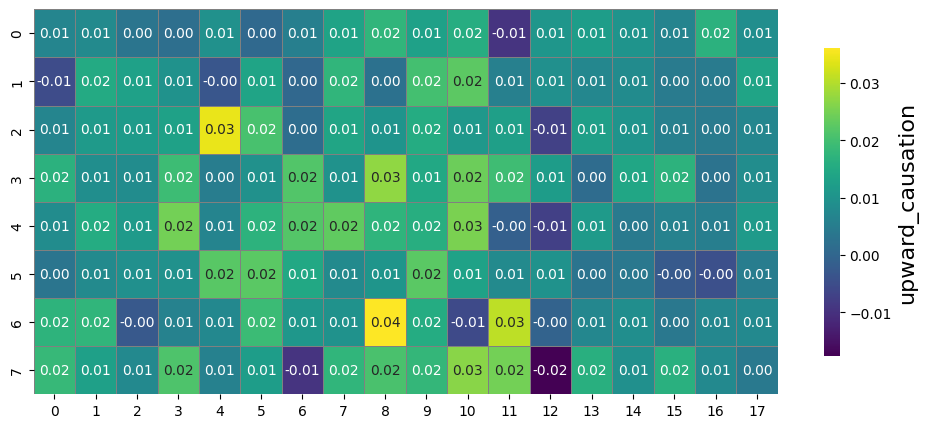 0 0.01 0.01 0.00 0.00 0.01 0.00 0.01 0.01 0.02 0.01 0.02 -0.01 0.01 0.01 0.01 0.01 0.02 0.01
1 -0.01 0.02 0.01 0.01 -0.00 0.01 0.00 0.02 0.00 0.02 0.02 0.01 0.01 0.01 0.01 0.00 0.00 0.01
2 0.01 0.01 0.01 0.01 0.03 0.02 0.00 0.01 0.01 0.02 0.01 0.01 -0.01 0.01 0.01 0.01 0.00 0.01
3 0.02 0.01 0.01 0.02 0.00 0.01 0.02 0.01 0.03 0.01 0.02 0.02 0.01 0.00 0.01 0.02 0.00 0.01
4 0.01 0.02 0.01 0.02 0.01 0.02 0.02 0.02 0.02 0.02 0.03 -0.00 -0.01 0.01 0.00 0.01 0.01 0.01
5 0.00 0.01 0.01 0.01 0.02 0.02 0.01 0.01 0.01 0.02 0.01 0.01 0.01 0.00 0.00 -0.00 -0.00 0.01
6 0.02 0.02 -0.00 0.01 0.01 0.02 0.01 0.01 0.04 0.02 -0.01 0.03 -0.00 0.01 0.01 0.01 0.01 0.01
7 0.02 0.01 0.01 0.02 0.01 0.01 -0.01 0.02 0.02 0.02 0.03 0.02 -0.02 0.02 0.01 0.02 0.01 0.00
0 1 2 3 4 5 6 7 8 9 10 11 12 13 14 15 16 17
0.03
0.02
0.01
0.00
−0.01
upward_causation